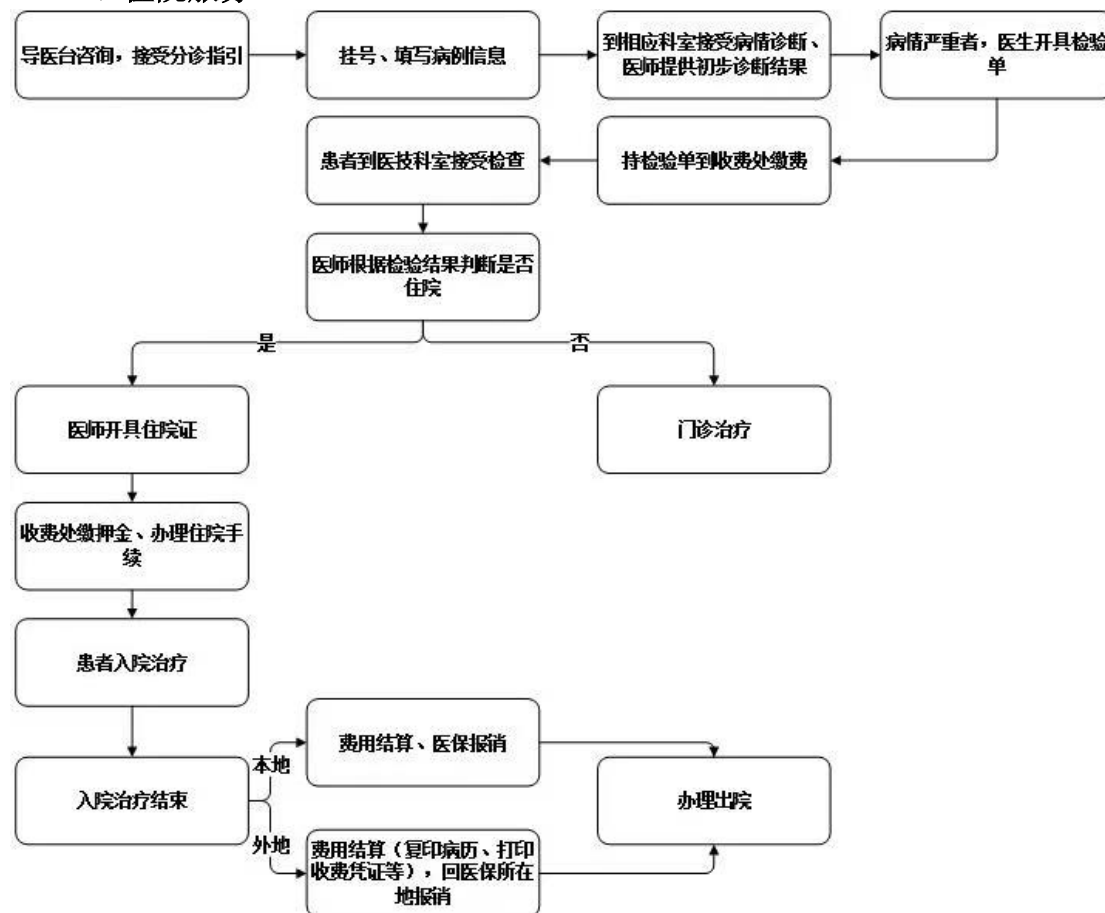 导医台咨询，接受分诊指引
挂号、填写病例信息
到相应科室接受病情诊断、
医师提供初步诊断结果
病情严重者，医生开具检验
单
患者到医技科室接受检查
持检验单到收费处缴费
医师根据检验结果判断是否
住院
是
否
医师开具住院证
门诊治疗
收费处缴押金、办理住院手
续
患者入院治疗
费用结算、医保报销
本地
入院治疗结束
办理出院
外地
费用结算（复印病历、打印
收费凭证等），回医保所在
地报销